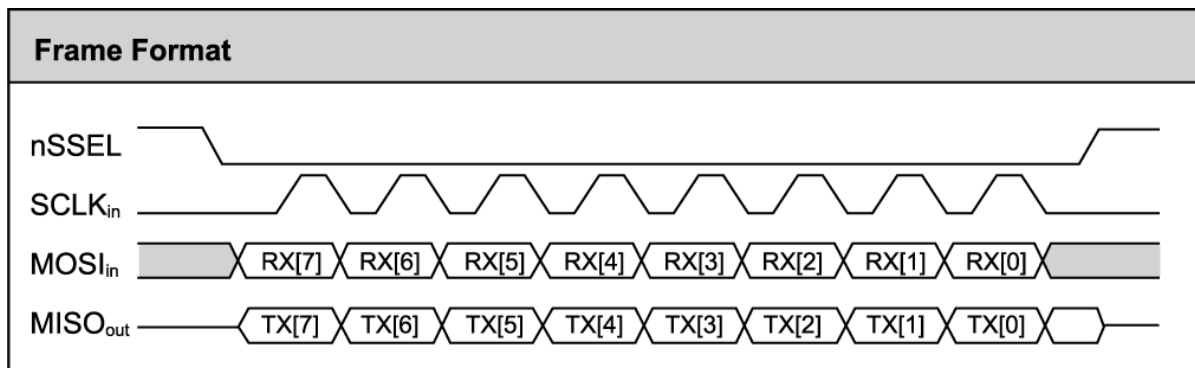 Frame Format
nSSEL
SCLKin
MOSIin RX[7] RX[6] RX[5] RX[4] RX[3] RX[2] RX[1] RX[0]
MISOout TX[7] TX[6] TX[5] TX[4] TX[3] TX[2] TX[1] TX[0]